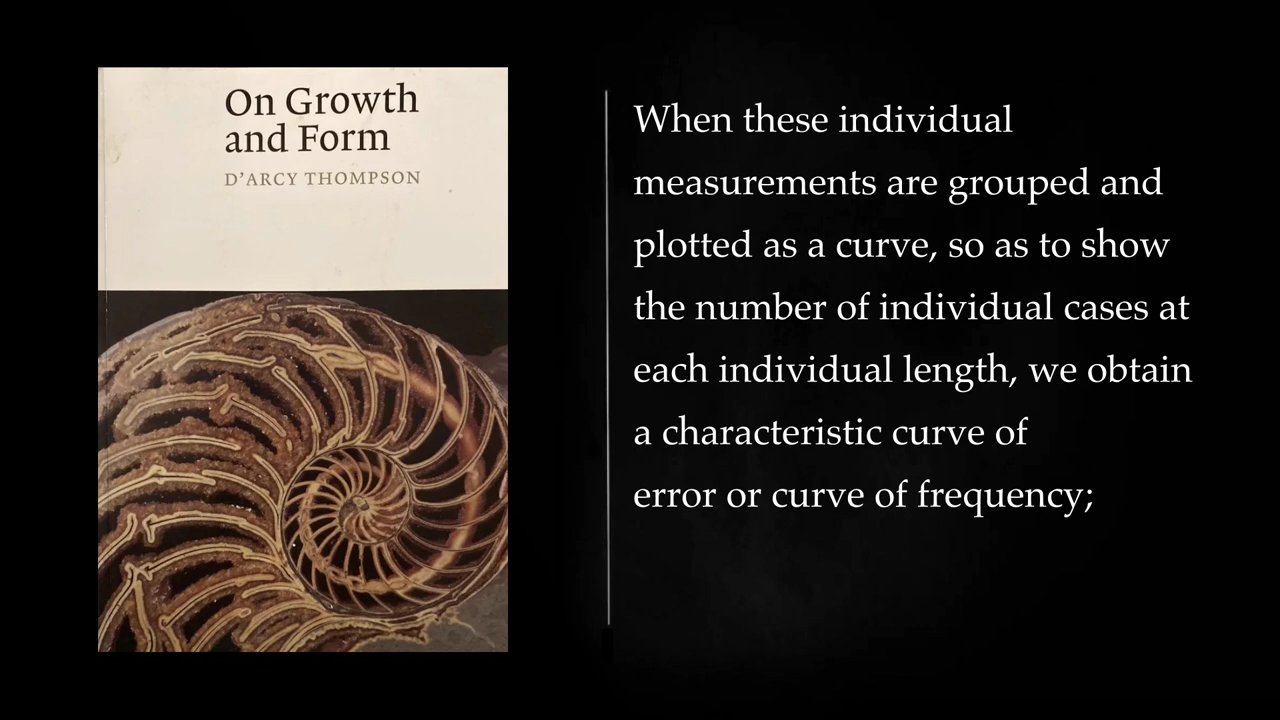 On Growth
and Form
D'ARCY THOMPSON
When these individual
measurements are grouped and
plotted as a curve, so as to show
the number of individual cases at
each individual length, we obtain
a characteristic curve of
error or curve of frequency;